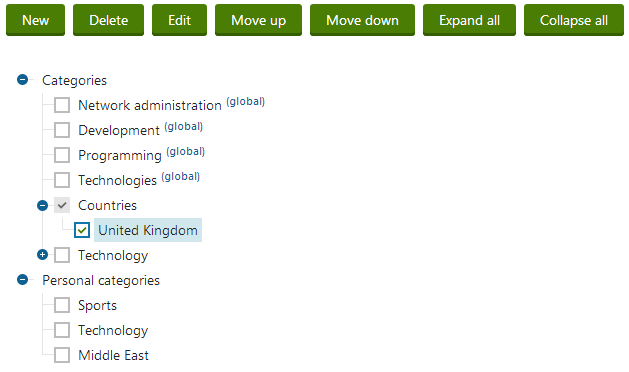 New Delete Edit Move up Move down Expand all Collapse all
Categories
Network administration (global)
Development (global)
Programming (global)
Technologies (global)
Countries
United Kingdom
Technology
Personal categories
Sports
Technology
Middle East